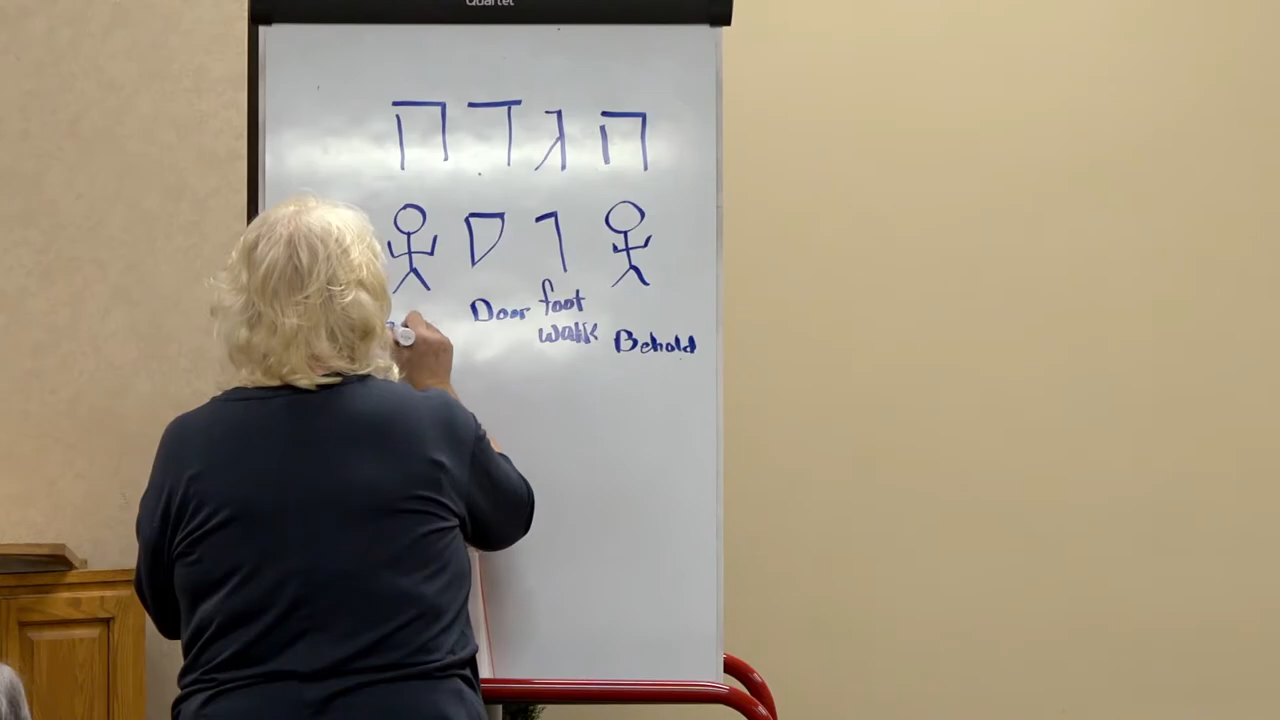 Quartet
הגדה
Door foot
walk Behold